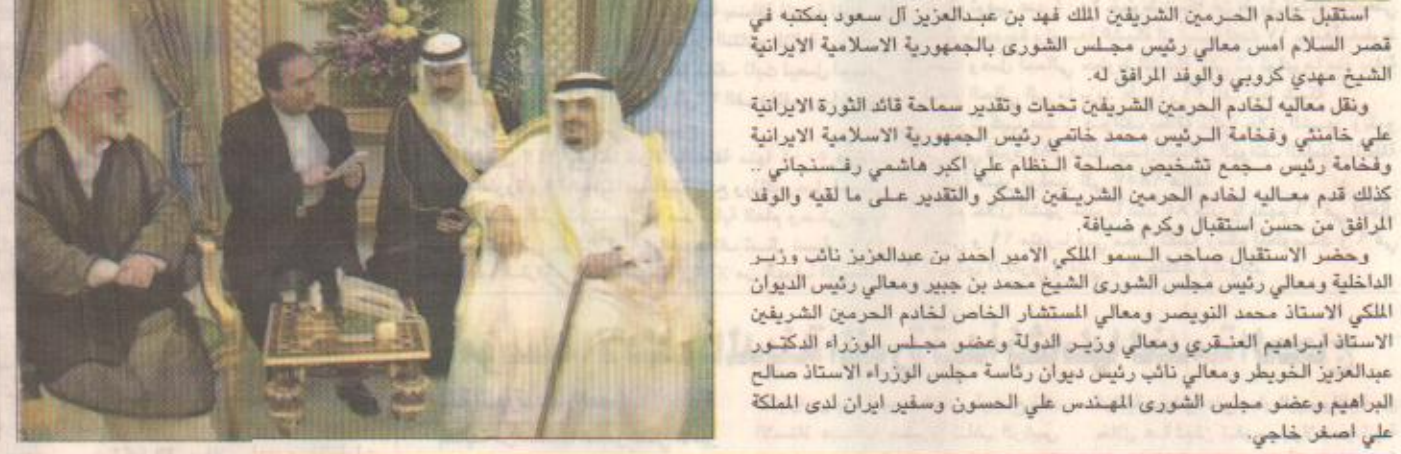 استقبل خادم الحرمين الشريفين الملك فهد بن عبدالعزيز آل سعود بمكتبه في
قصر السلام امس معالي رئيس مجلس الشورى بالجمهورية الاسلامية الايرانية
الشيخ مهدي كروبي والوفد المرافق له.
ونقل معاليه لخادم الحرمين الشريفين تحيات وتقدير سماحة قائد الثورة الايرانية
علي خامنئي وفخامة الرئيس محمد خاتمي رئيس الجمهورية الاسلامية الايرانية
وفخامة رئيس مجمع تشخيص مصلحة النظام علي اكبر هاشمي رفسنجاني ..
كذلك قدم معاليه لخادم الحرمين الشريفين الشكر والتقدير على ما لقيه والوفد
المرافق من حسن استقبال وكرم ضيافة.
وحضر الاستقبال صاحب السمو الملكي الامير احمد بن عبدالعزيز نائب وزير
الداخلية ومعالي رئيس مجلس الشورى الشيخ محمد بن جبير ومعالي رئيس الديوان
الملكي الاستاذ محمد النويصر ومعالي المستشار الخاص لخادم الحرمين الشريفين
الاستاذ ابراهيم العنقري ومعالي وزير الدولة وعضو مجلس الوزراء الدكتور
عبدالعزيز الخويطر ومعالي نائب رئيس ديوان رئاسة مجلس الوزراء الاستاذ صالح
البراهيم وعضو مجلس الشورى المهندس علي الحسون وسفير ايران لدى المملكة
علي اصغر خاجي.